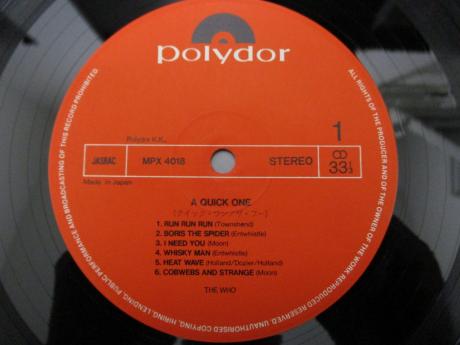 polydor
ALL RIGHTS OF THE PRODUCER AND OF THE OWNER OF THE WORK REPRODUCED RESERVED. UNAUTHORISED COPYING, HIRING, LENDING, PUBLIC PERFORMANCE AND BROADCASTING OF THIS RECORD PROHIBITED
Polydor K.K.,
1
JASRAC MPX 4018 STEREO 33⅓
Made in Japan
A QUICK ONE
1. RUN RUN RUN (Townshend)
2. BORIS THE SPIDER (Entwhistle)
3. I NEED YOU (Moon)
4. WHISKY MAN (Entwhistle)
5. HEAT WAVE (Holland/Dozier/Holland)
6. COBWEBS AND STRANGE (Moon)
THE WHO